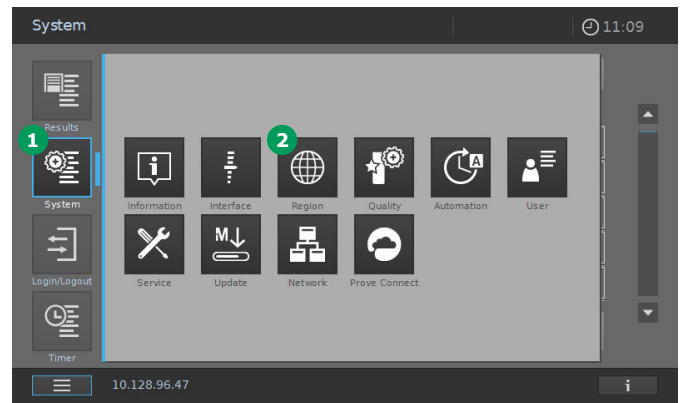 System
11:09
Results
1
System
Login/Logout
Timer
2
Information
Interface
Region
Quality
A
Automation
User
Service
M↓
Update
Network
Prove Connect
10.128.96.47
i